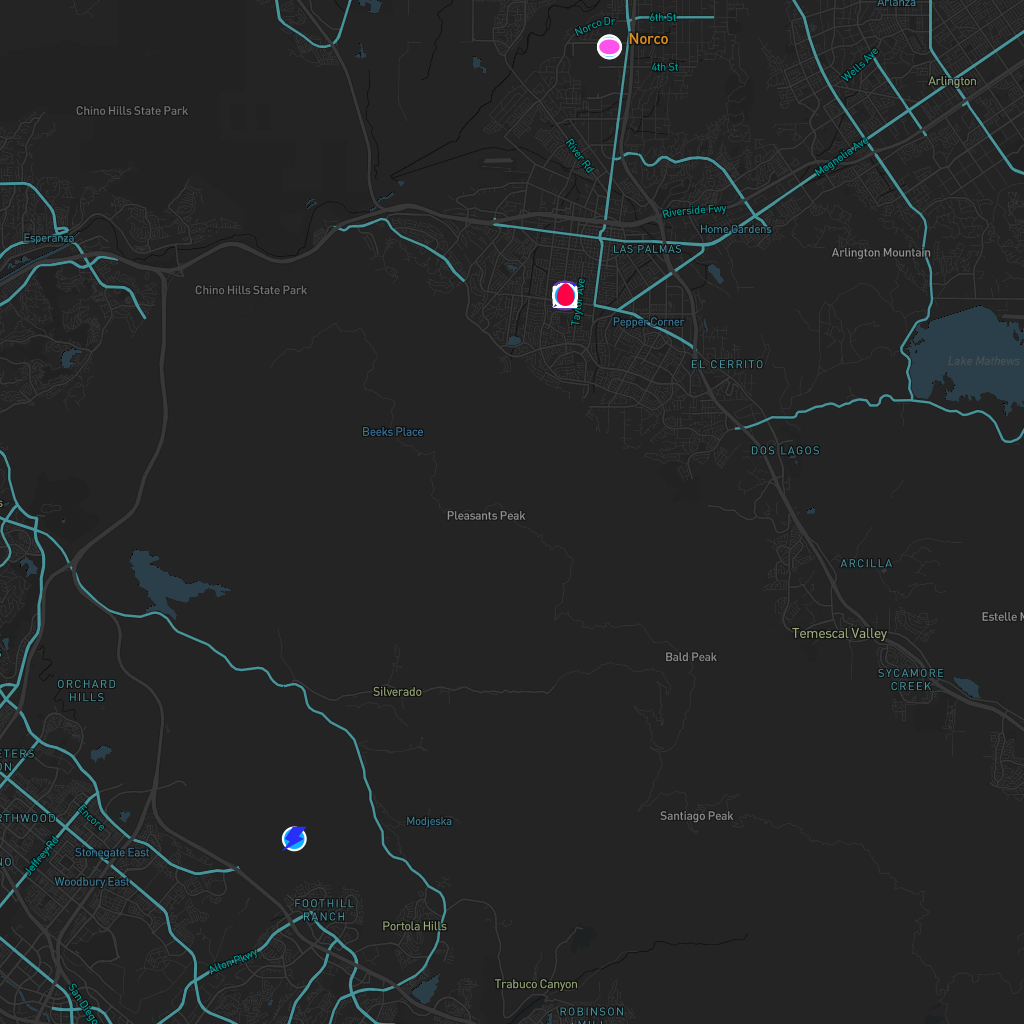 Arlanza
6th St
Norco Dr
Norco
4th St
Wells Ave
Arlington
Chino Hills State Park
River Rd
Magnolia Ave
Riverside Fwy
Home Gardens
Esperanza
LAS PALMAS
Arlington Mountain
Chino Hills State Park
Taylor Ave
Pepper Corner
EL CERRITO
Lake Mathews
Beeks Place
DOS LAGOS
Pleasants Peak
ARCILLA
Temescal Valley
Bald Peak
SYCAMORE
CREEK
ORCHARD
HILLS
Silverado
Encore
Modjeska
Santiago Peak
Jeffrey Rd
Stonegate East
Woodbury East
FOOTHILL
RANCH
Portola Hills
Alton Pkwy
Trabuco Canyon
ROBINSON